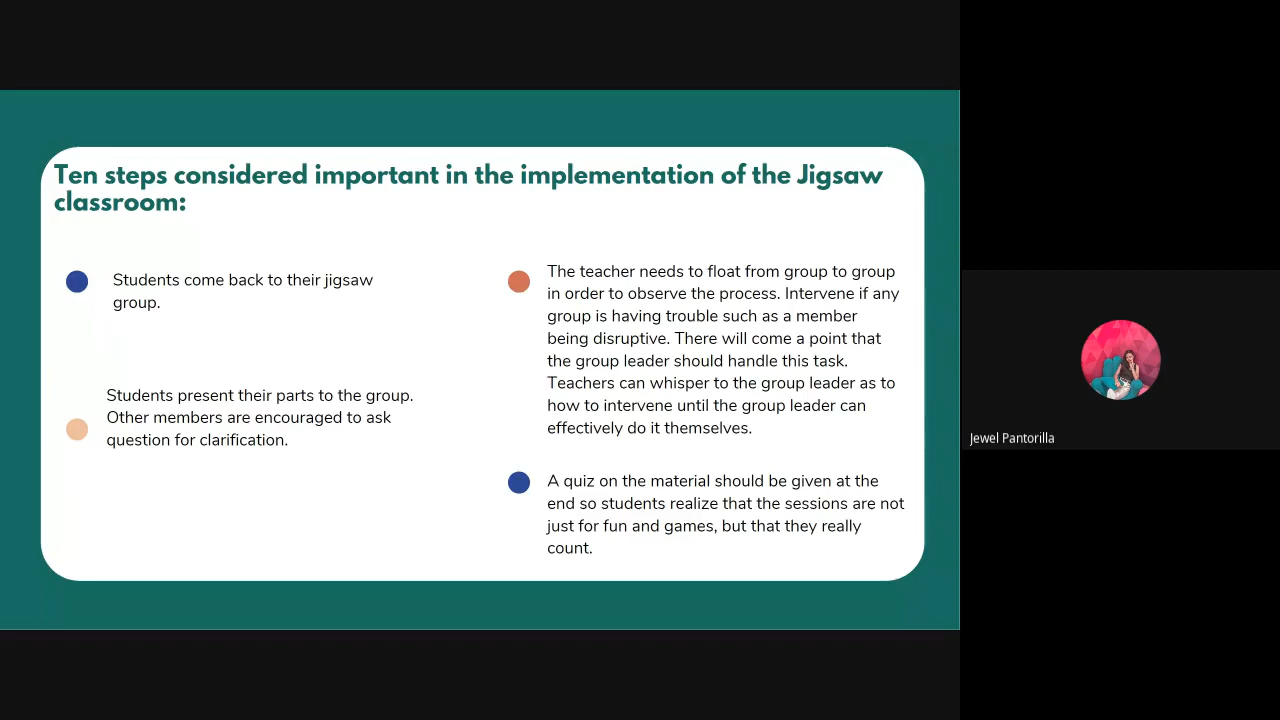 Ten steps considered important in the implementation of the Jigsaw
classroom:
Students come back to their jigsaw
group.
Students present their parts to the group.
Other members are encouraged to ask
question for clarification.
The teacher needs to float from group to group
in order to observe the process. Intervene if any
group is having trouble such as a member
being disruptive. There will come a point that
the group leader should handle this task.
Teachers can whisper to the group leader as to
how to intervene until the group leader can
effectively do it themselves.
A quiz on the material should be given at the
end so students realize that the sessions are not
just for fun and games, but that they really
count.
Jewel Pantorilla